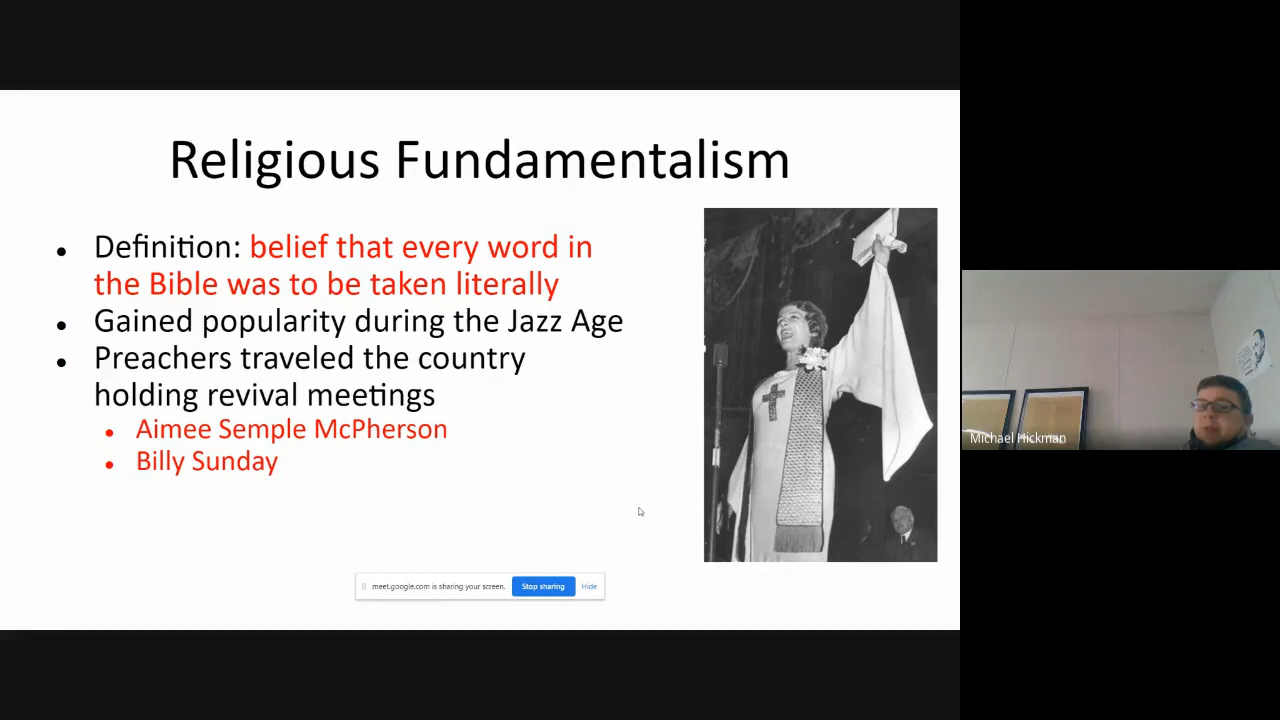 Religious Fundamentalism
● Definition: belief that every word in
the Bible was to be taken literally
● Gained popularity during the Jazz Age
● Preachers traveled the country
holding revival meetings
● Aimee Semple McPherson
● Billy Sunday
meet.google.com is sharing your screen. Stop sharing Hide
Michael Hickman